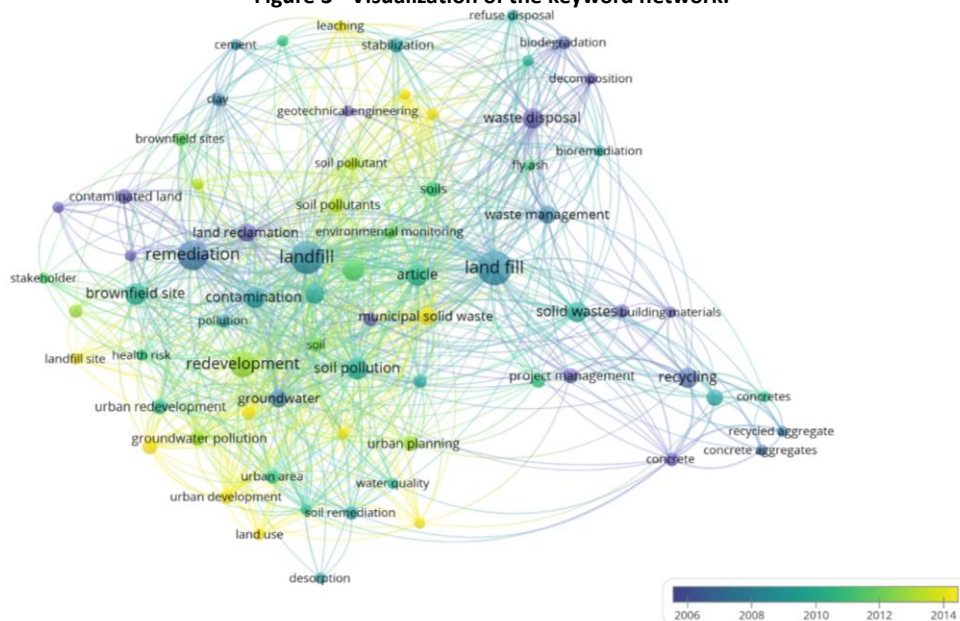 Figure 3 - Visualization of the keyword network.
refuse disposal
leaching
cement
stabilization
biodegradation
decomposition
clay
geotechnical engineering
waste disposal
brownfield sites
bioremediation
soil pollutant
fly ash
soils
contaminated land
soil pollutants
waste management
land reclamation
environmental monitoring
remediation
landfill
land fill
article
stakeholder
brownfield site
contamination
pollution
municipal solid waste
solid wastes
building materials
soil
landfill site
health risk
redevelopment
soil pollution
project management
recycling
groundwater
concretes
urban redevelopment
recycled aggregate
groundwater pollution
urban planning
concrete aggregates
concrete
urban area
water quality
urban development
soil remediation
land use
desorption
2006 2008 2010 2012 2014